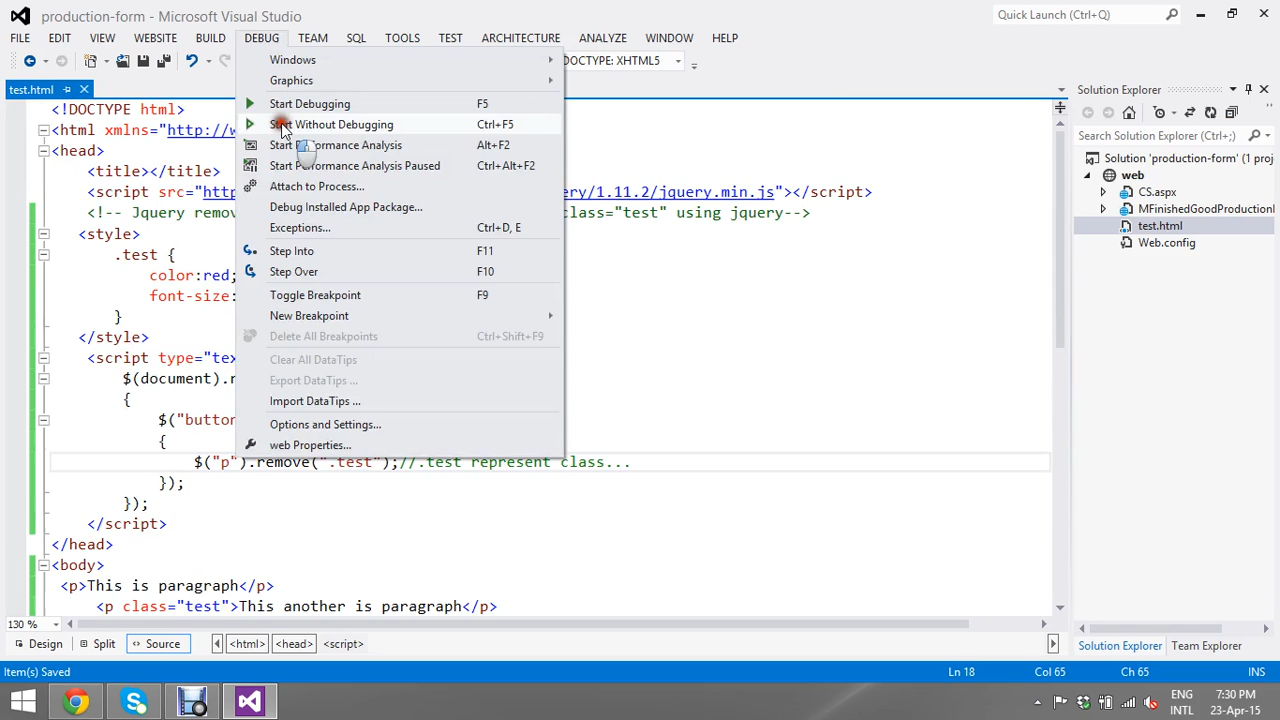 production-form - Microsoft Visual Studio
Quick Launch (Ctrl+Q)
FILE EDIT VIEW WEBSITE BUILD DEBUG TEAM SQL TOOLS TEST ARCHITECTURE ANALYZE WINDOW HELP
DOCTYPE: XHTML5
test.html
Windows
Graphics
Start Debugging F5
Start Without Debugging Ctrl+F5
Start Performance Analysis Alt+F2
Start Performance Analysis Paused Ctrl+Alt+F2
Attach to Process...
Debug Installed App Package...
Exceptions... Ctrl+D, E
Step Into F11
Step Over F10
Toggle Breakpoint F9
New Breakpoint
Delete All Breakpoints Ctrl+Shift+F9
Clear All DataTips
Export DataTips ...
Import DataTips ...
Options and Settings...
web Properties...
<!DOCTYPE html>
<html xmlns="http://w
<head>
<title></title>
<script src="http ery/1.11.2/jquery.min.js"></script>
<!-- Jquery remov class="test" using jquery-->
<style>
.test {
color:red;
font-size:
}
</style>
<script type="tex
$(document).r
{
$("button
{
$("p").remove(".test");//.test represent class...
});
});
</script>
</head>
<body>
<p>This is paragraph</p>
<p class="test">This another is paragraph</p>
130 %
Design Split Source <html> <head> <script>
Solution Explorer
Search Solution Explorer (Ctrl+;)
Solution 'production-form' (1 proj
web
CS.aspx
MFinishedGoodProductionI
test.html
Web.config
Solution Explorer Team Explorer
Item(s) Saved Ln 18 Col 65 Ch 65 INS
ENG
INTL
7:30 PM
23-Apr-15